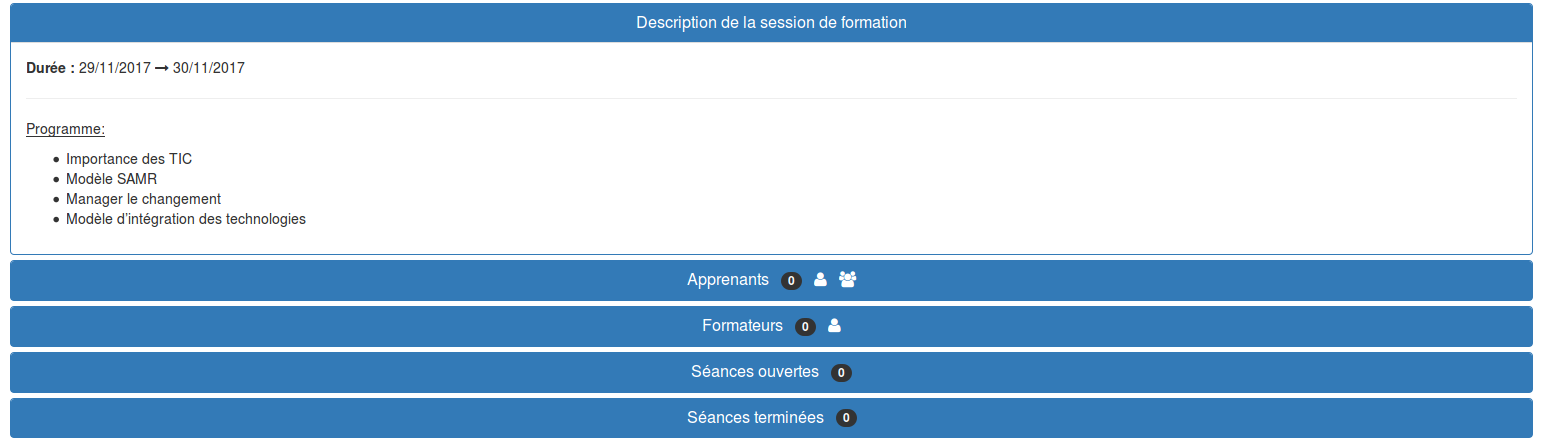 Description de la session de formation
Durée : 29/11/2017 → 30/11/2017
Programme:
• Importance des TIC
• Modèle SAMR
• Manager le changement
• Modèle d'intégration des technologies
Apprenants 0
Formateurs 0
Séances ouvertes 0
Séances terminées 0